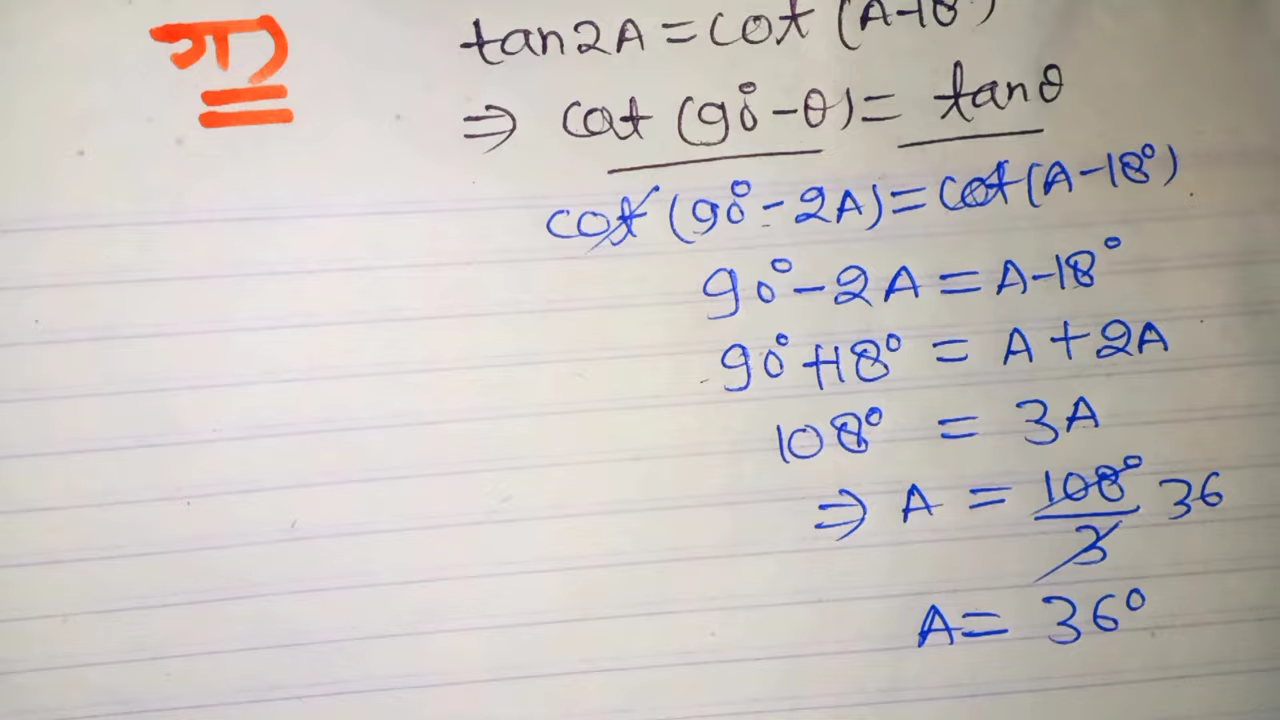 हल
tan2A = cot (A-18°)
⇒ cot (90°-θ) = tanθ
cot (90°-2A) = cot(A-18°)
90°-2A = A-18°
90°+18° = A+2A
108° = 3A
⇒ A = 108°/3 36
A = 36°